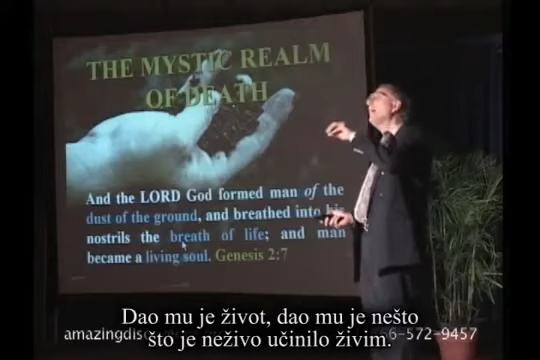 THE MYSTIC REALM
OF DEATH
And the LORD God formed man of the
dust of the ground, and breathed into his
nostrils the breath of life; and man
became a living soul. Genesis 2:7
Dao mu je život, dao mu je nešto
što je neživo učinilo živim.